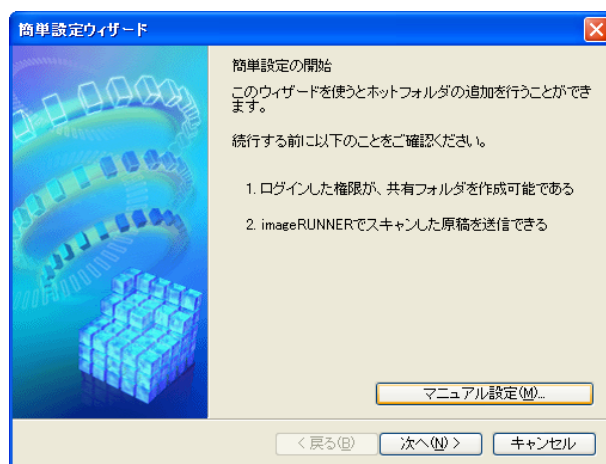 簡単設定ウィザード
簡単設定の開始
このウィザードを使うとホットフォルダの追加を行うことができ
ます。
続行する前に以下のことをご確認ください。
1. ログインした権限が、共有フォルダを作成可能である
2. imageRUNNERでスキャンした原稿を送信できる
マニュアル設定(M)...
< 戻る(B)
次へ(N) >
キャンセル